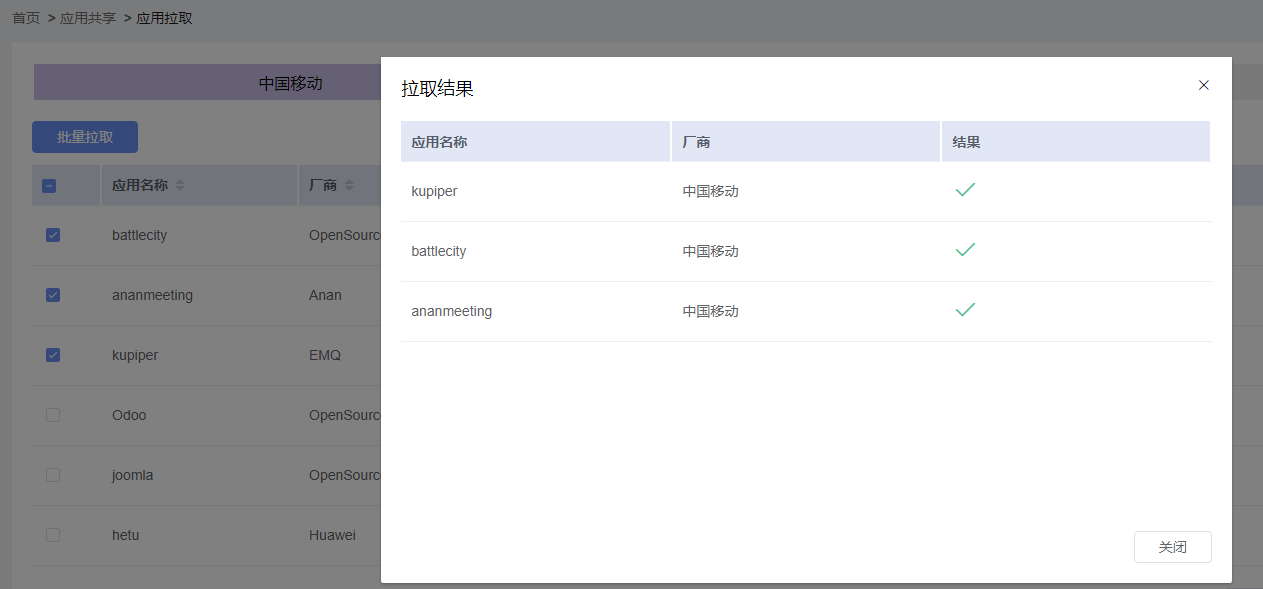 首页 > 应用共享 > 应用拉取
中国移动
批量拉取
应用名称 厂商
battlecity OpenSource
ananmeeting Anan
kupiper EMQ
Odoo OpenSource
joomla OpenSource
hetu Huawei
拉取结果
应用名称 厂商 结果
kupiper 中国移动
battlecity 中国移动
ananmeeting 中国移动
关闭